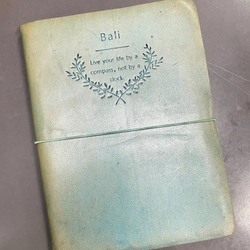 Bali
Live your life by a
compass, not by a
clock.